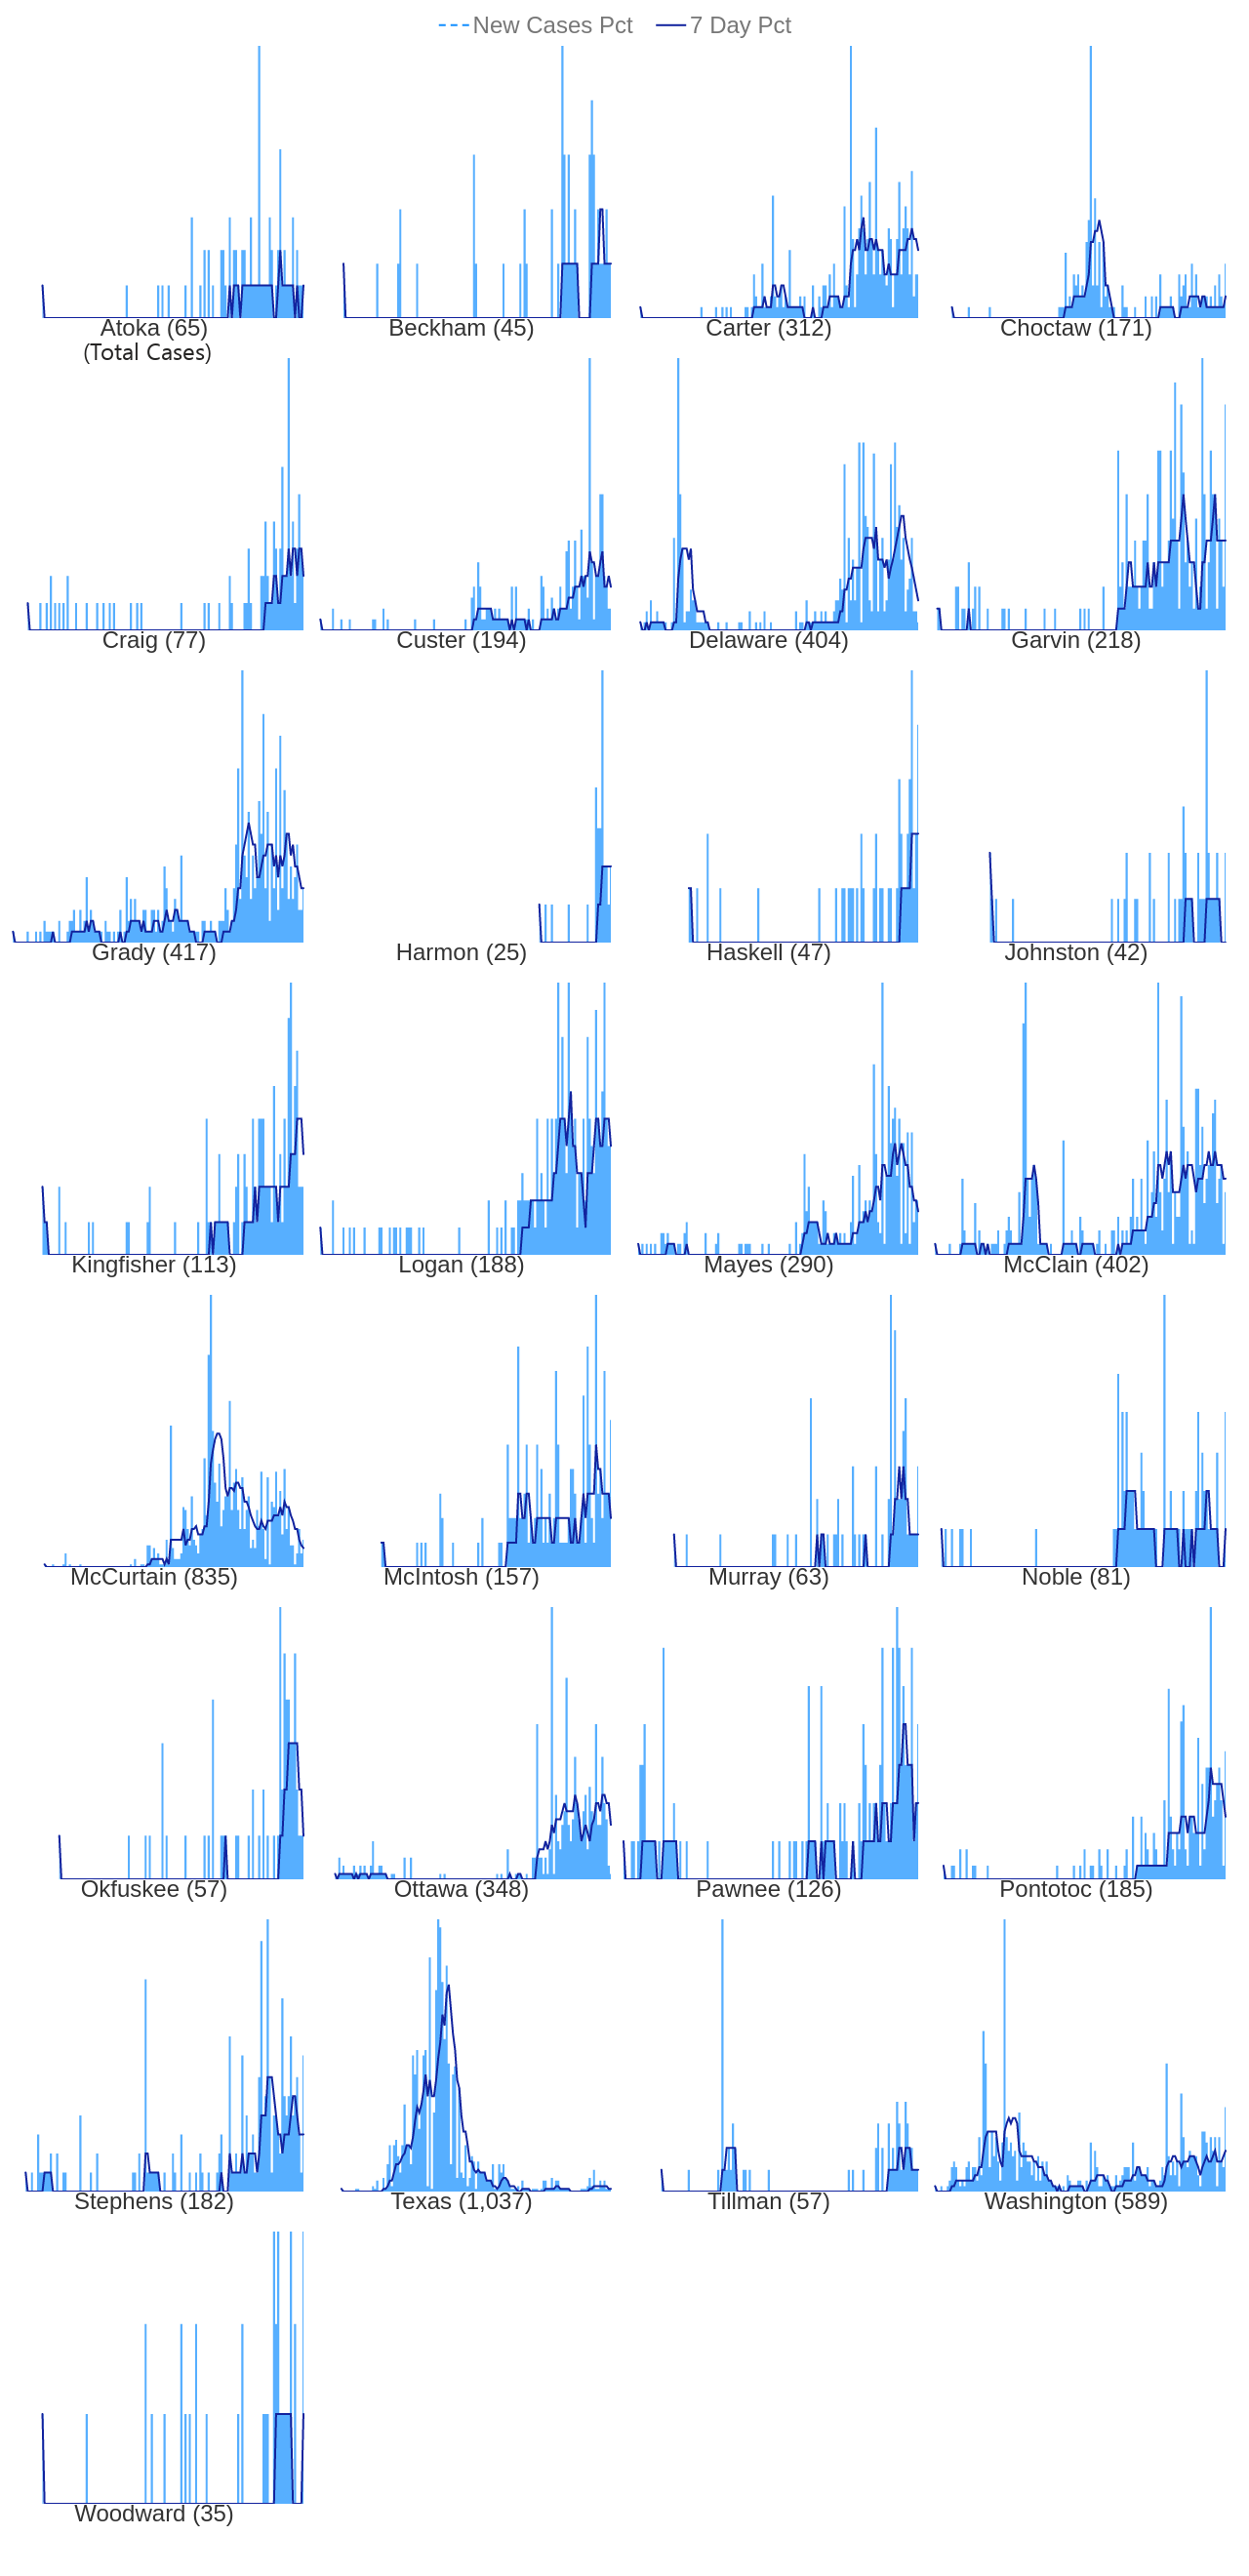 New Cases Pct 7 Day Pct
Atoka (65) Beckham (45) Carter (312) Choctaw (171)
(Total Cases)
Craig (77) Custer (194) Delaware (404) Garvin (218)
Grady (417) Harmon (25) Haskell (47) Johnston (42)
Kingfisher (113) Logan (188) Mayes (290) McClain (402)
McCurtain (835) McIntosh (157) Murray (63) Noble (81)
Okfuskee (57) Ottawa (348) Pawnee (126) Pontotoc (185)
Stephens (182) Texas (1,037) Tillman (57) Washington (589)
Woodward (35)